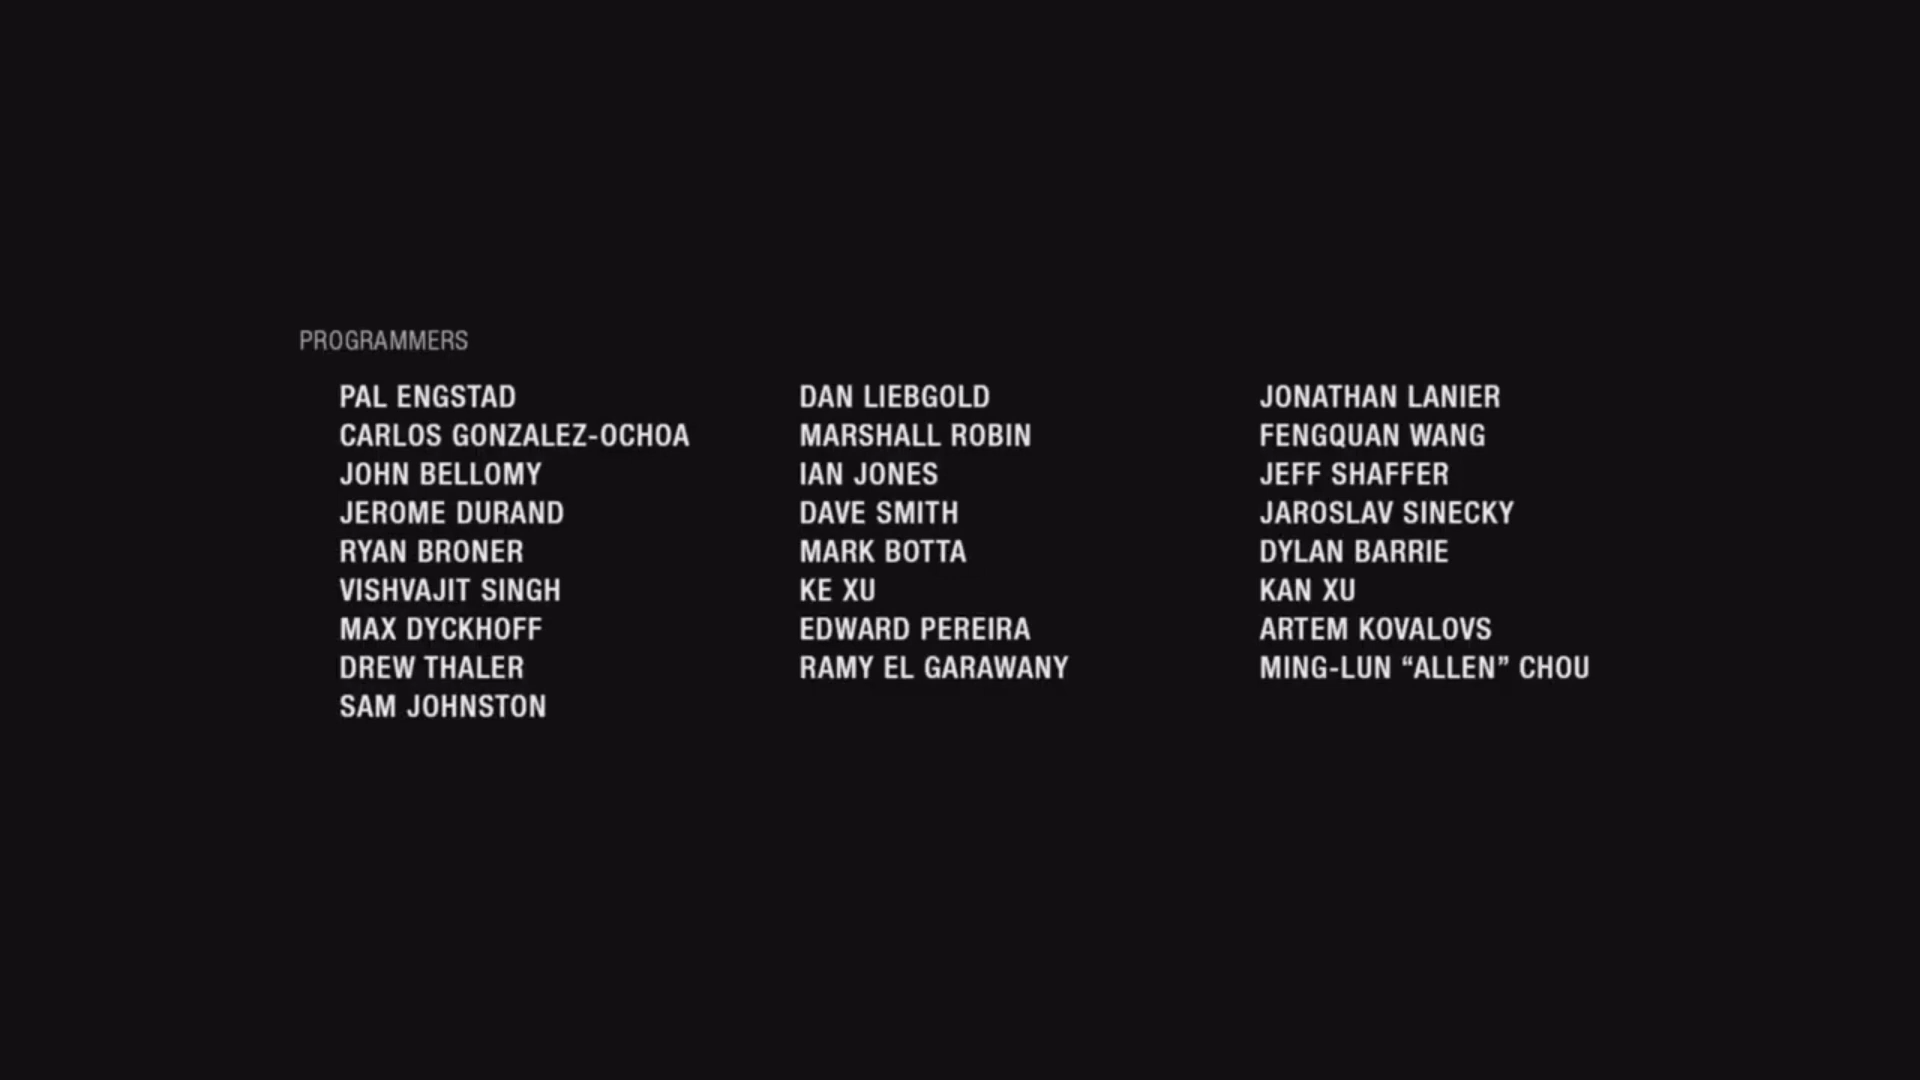 PROGRAMMERS
PAL ENGSTAD
CARLOS GONZALEZ-OCHOA
JOHN BELLOMY
JEROME DURAND
RYAN BRONER
VISHVAJIT SINGH
MAX DYCKHOFF
DREW THALER
SAM JOHNSTON
DAN LIEBGOLD
MARSHALL ROBIN
IAN JONES
DAVE SMITH
MARK BOTTA
KE XU
EDWARD PEREIRA
RAMY EL GARAWANY
JONATHAN LANIER
FENGQUAN WANG
JEFF SHAFFER
JAROSLAV SINECKY
DYLAN BARRIE
KAN XU
ARTEM KOVALOVS
MING-LUN “ALLEN” CHOU